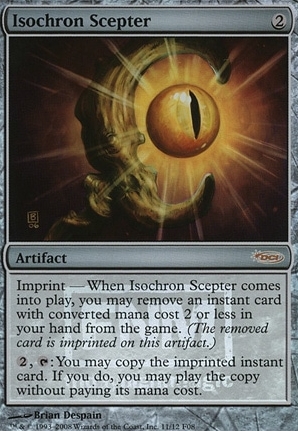 Isochron Scepter 2
DCI
Artifact
Imprint — When Isochron Scepter comes
into play, you may remove an instant card
with converted mana cost 2 or less in
your hand from the game. (The removed
card is imprinted on this artifact.)
2, : You may copy the imprinted instant
card. If you do, you may play the copy
without paying its mana cost.
Brian Despain
™ & © 1993–2008 Wizards of the Coast, Inc. 11/12 F08